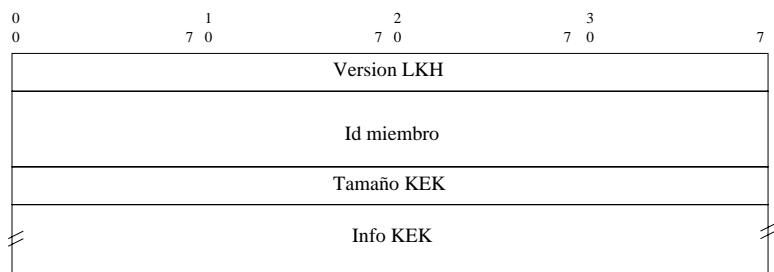 0 1 2 3
0 7 0 7 0 7 0 7
Version LKH
Id miembro
Tamaño KEK
Info KEK